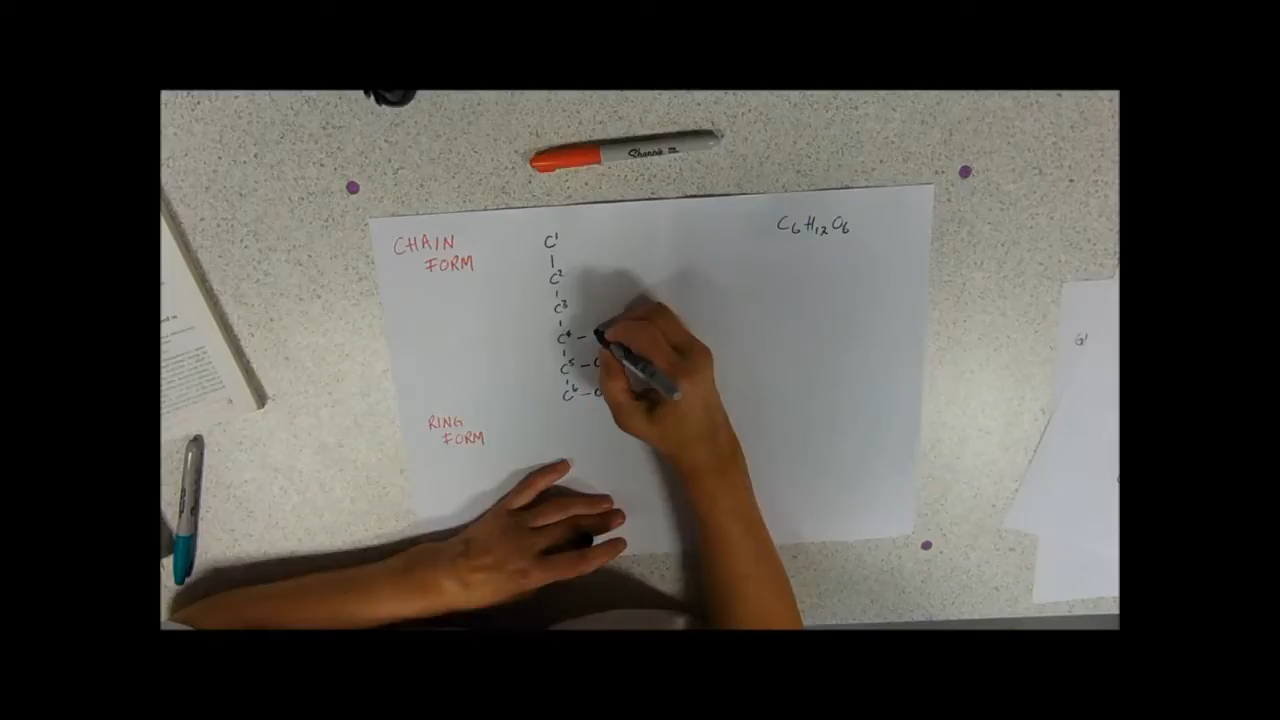 Sharpie
C₆H₁₂O₆
CHAIN
FORM
C¹
|
C²
|
C³
|
C⁴ –
|
C⁵ –
|
C⁶ –
RING
FORM